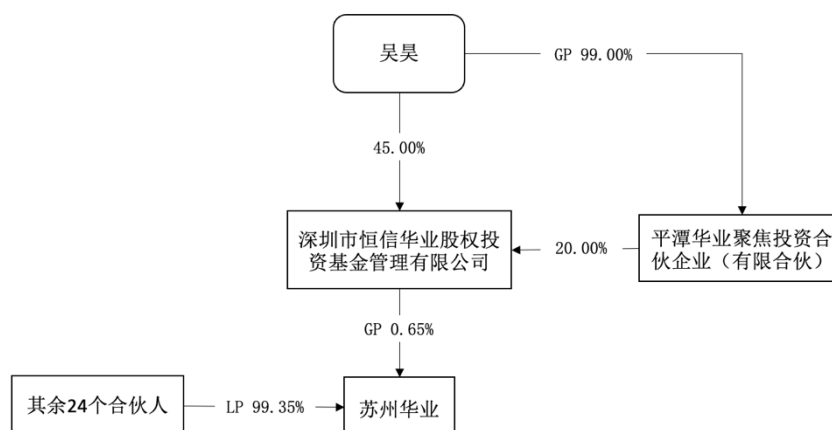 吴昊
GP 99.00%
45.00%
深圳市恒信华业股权投
资基金管理有限公司
20.00%
平潭华业聚焦投资合
伙企业（有限合伙）
GP 0.65%
其余24个合伙人
LP 99.35%
苏州华业